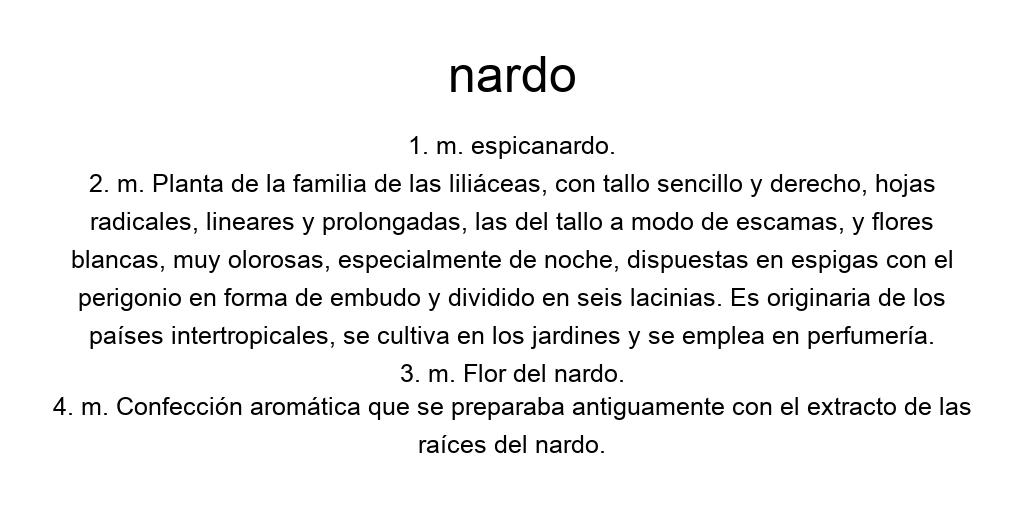 nardo
1. m. espicanardo.
2. m. Planta de la familia de las liliáceas, con tallo sencillo y derecho, hojas
radicales, lineares y prolongadas, las del tallo a modo de escamas, y flores
blancas, muy olorosas, especialmente de noche, dispuestas en espigas con el
perigonio en forma de embudo y dividido en seis lacinias. Es originaria de los
países intertropicales, se cultiva en los jardines y se emplea en perfumería.
3. m. Flor del nardo.
4. m. Confección aromática que se preparaba antiguamente con el extracto de las
raíces del nardo.